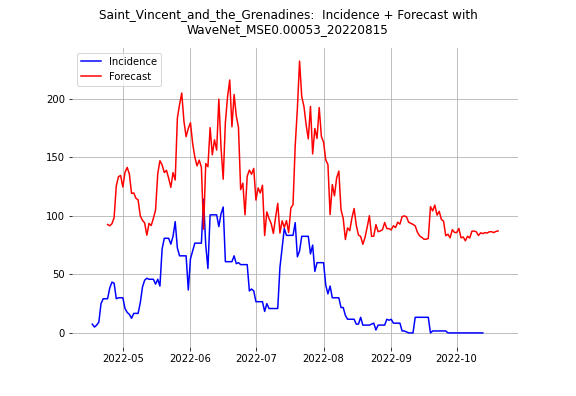 Saint_Vincent_and_the_Grenadines:  Incidence + Forecast with
WaveNet_MSE0.00053_20220815
Incidence
Forecast
200
150
100
50
0
2022-05 2022-06 2022-07 2022-08 2022-09 2022-10